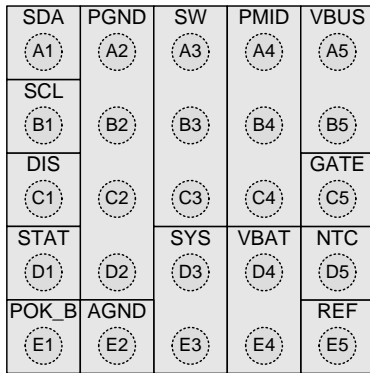 SDA PGND SW PMID VBUS
A1 A2 A3 A4 A5
SCL
B1 B2 B3 B4 B5
DIS GATE
C1 C2 C3 C4 C5
STAT SYS VBAT NTC
D1 D2 D3 D4 D5
POK_B AGND REF
E1 E2 E3 E4 E5